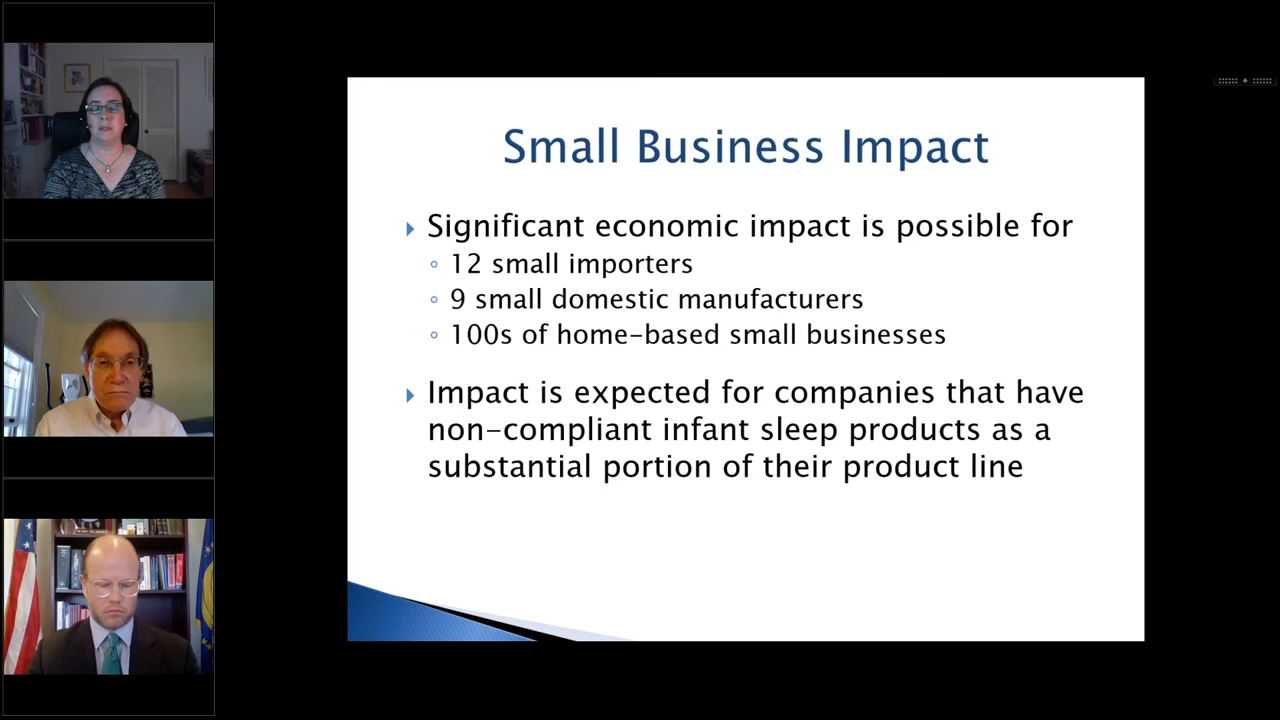 Small Business Impact
Significant economic impact is possible for
12 small importers
9 small domestic manufacturers
100s of home-based small businesses
Impact is expected for companies that have
non-compliant infant sleep products as a
substantial portion of their product line